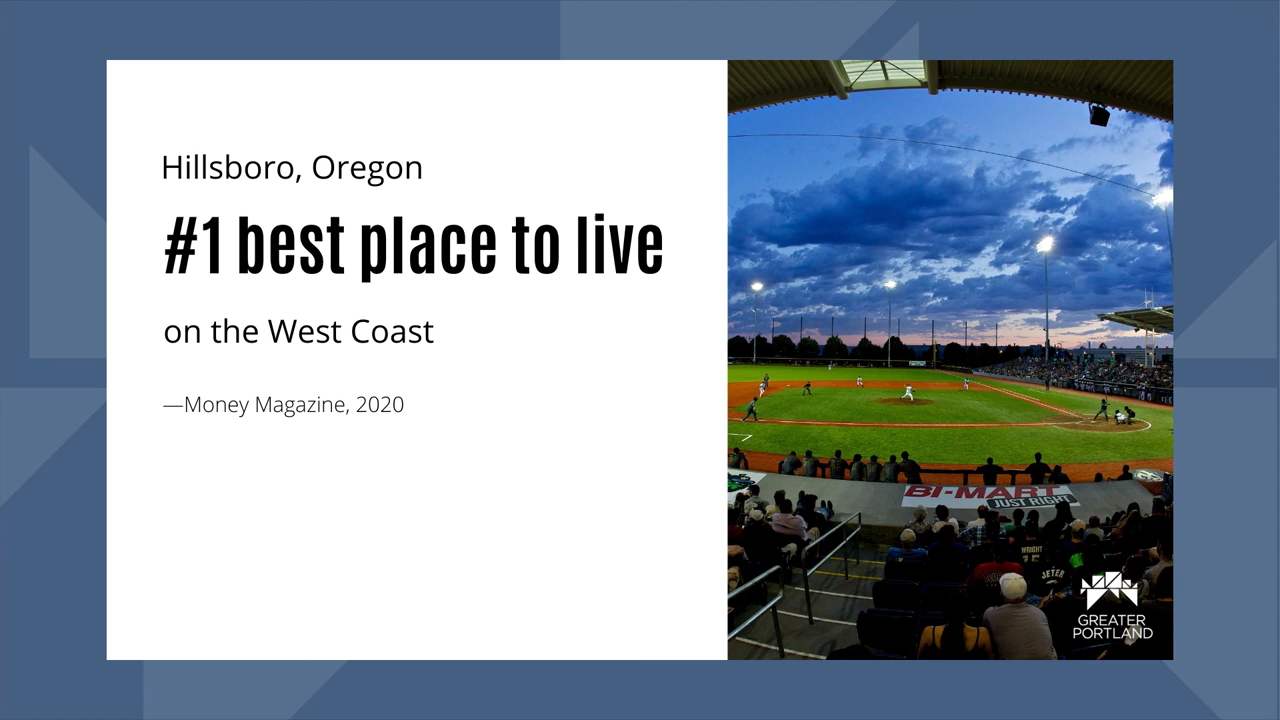 Hillsboro, Oregon
#1 best place to live
on the West Coast
—Money Magazine, 2020
BI-MART
JUST RIGHT
WRIGHT
15
JETER
GREATER
PORTLAND